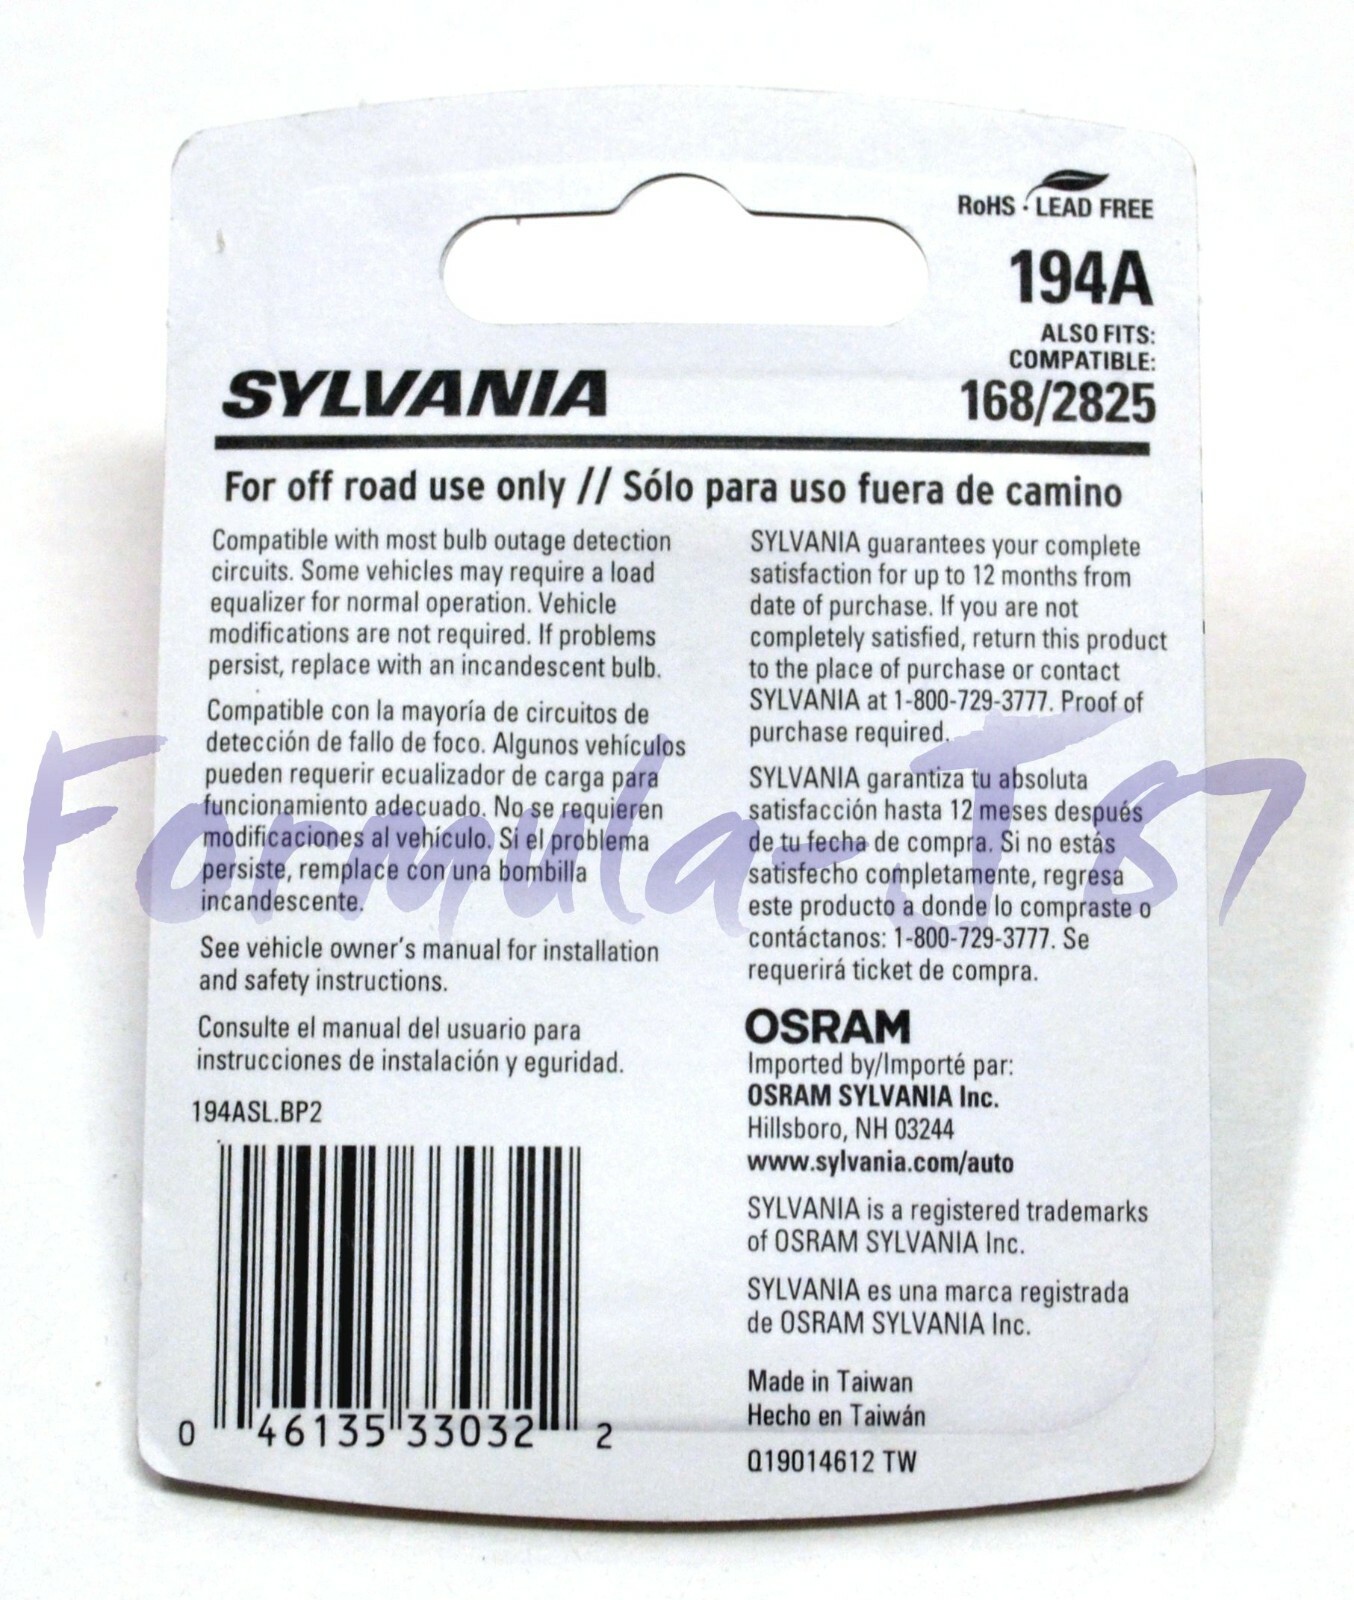 RoHS · LEAD FREE
194A
ALSO FITS:
COMPATIBLE:
168/2825
SYLVANIA
For off road use only // Sólo para uso fuera de camino
Compatible with most bulb outage detection
circuits. Some vehicles may require a load
equalizer for normal operation. Vehicle
modifications are not required. If problems
persist, replace with an incandescent bulb.
Compatible con la mayoría de circuitos de
detección de fallo de foco. Algunos vehículos
pueden requerir ecualizador de carga para
funcionamiento adecuado. No se requieren
modificaciones al vehículo. Si el problema
persiste, remplace con una bombilla
incandescente.
See vehicle owner's manual for installation
and safety instructions.
Consulte el manual del usuario para
instrucciones de instalación y eguridad.
194ASL.BP2
0 46135 33032 2
SYLVANIA guarantees your complete
satisfaction for up to 12 months from
date of purchase. If you are not
completely satisfied, return this product
to the place of purchase or contact
SYLVANIA at 1-800-729-3777. Proof of
purchase required.
SYLVANIA garantiza tu absoluta
satisfacción hasta 12 meses después
de tu fecha de compra. Si no estás
satisfecho completamente, regresa
este producto a donde lo compraste o
contáctanos: 1-800-729-3777. Se
requerirá ticket de compra.
OSRAM
Imported by/Importé par:
OSRAM SYLVANIA Inc.
Hillsboro, NH 03244
www.sylvania.com/auto
SYLVANIA is a registered trademarks
of OSRAM SYLVANIA Inc.
SYLVANIA es una marca registrada
de OSRAM SYLVANIA Inc.
Made in Taiwan
Hecho en Taiwán
Q19014612 TW
Formula-J87